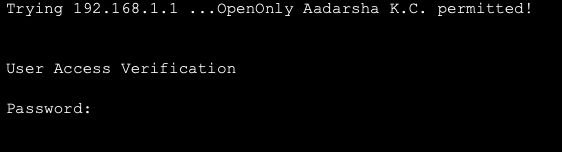 Trying 192.168.1.1 ...OpenOnly Aadarsha K.C. permitted!
User Access Verification
Password: